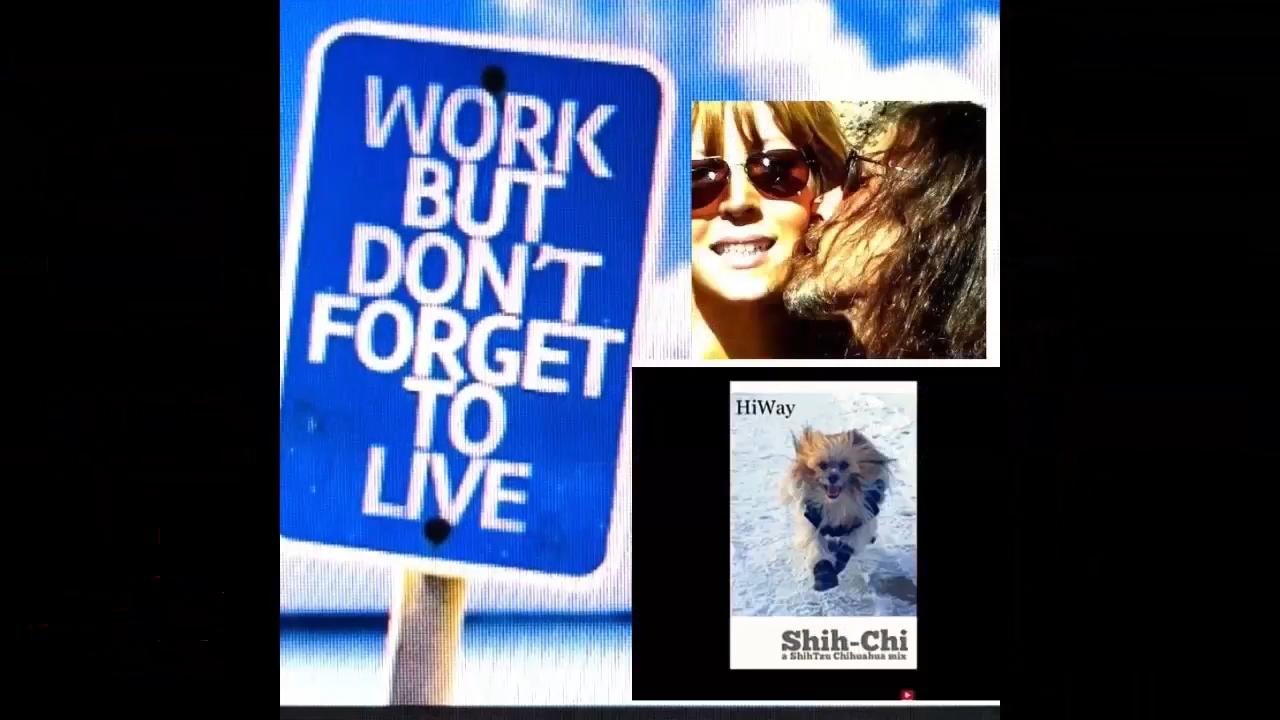 WORK
BUT
DON'T
FORGET
TO
LIVE
HiWay
Shih-Chi
a ShihTzu Chihuahua mix